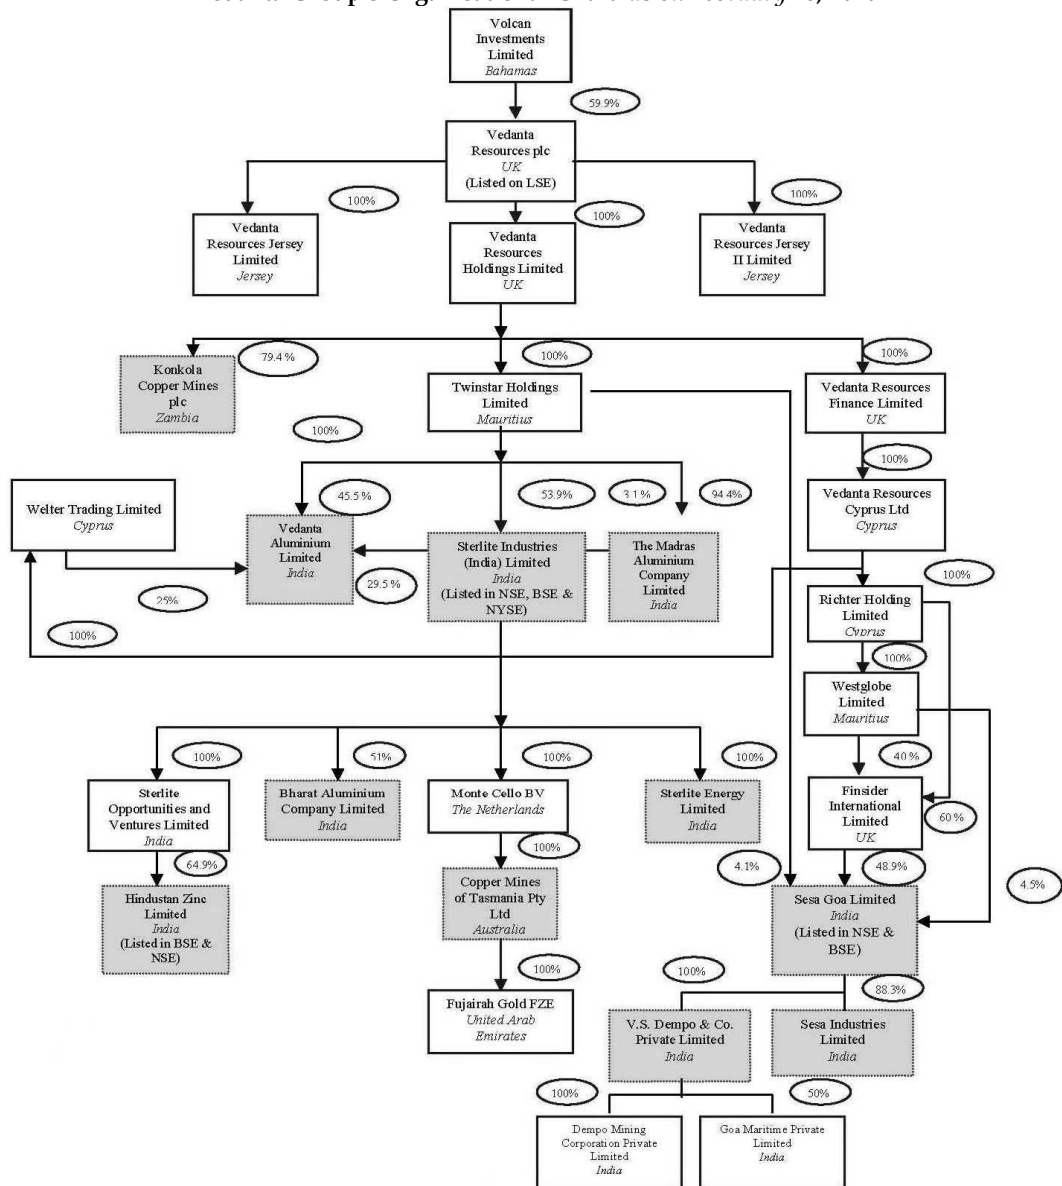 Volcan
Investments
Limited
Bahamas
59.9%
Vedanta
Resources plc
UK
(Listed on LSE)
100%
100%
100%
Vedanta
Resources Jersey
Limited
Jersey
Vedanta
Resources
Holdings Limited
UK
Vedanta
Resources Jersey
II Limited
Jersey
79.4%
100%
100%
Konkola
Copper Mines
plc
Zambia
Twinstar Holdings
Limited
Mauritius
Vedanta Resources
Finance Limited
UK
100%
100%
45.5%
53.9%
3.1%
94.4%
Welter Trading Limited
Cyprus
Vedanta
Aluminium
Limited
India
Sterlite Industries
(India) Limited
India
(Listed in NSE, BSE &
NYSE)
The Madras
Aluminium
Company
Limited
India
Vedanta Resources
Cyprus Ltd
Cyprus
25%
29.5%
100%
100%
Richter Holding
Limited
Cyprus
100%
Westglobe
Limited
Mauritius
100%
51%
100%
100%
40%
Sterlite
Opportunities and
Ventures Limited
India
Bharat Aluminium
Company Limited
India
Monte Cello BV
The Netherlands
Sterlite Energy
Limited
India
Finsider
International
Limited
UK
60%
64.9%
100%
4.1%
48.9%
4.5%
Hindustan Zinc
Limited
India
(Listed in BSE &
NSE)
Copper Mines
of Tasmania Pty
Ltd
Australia
Sesa Goa Limited
India
(Listed in NSE &
BSE)
100%
100%
88.3%
Fujairah Gold FZE
United Arab
Emirates
V.S. Dempo & Co.
Private Limited
India
Sesa Industries
Limited
India
100%
50%
Dempo Mining
Corporation Private
Limited
India
Goa Maritime Private
Limited
India